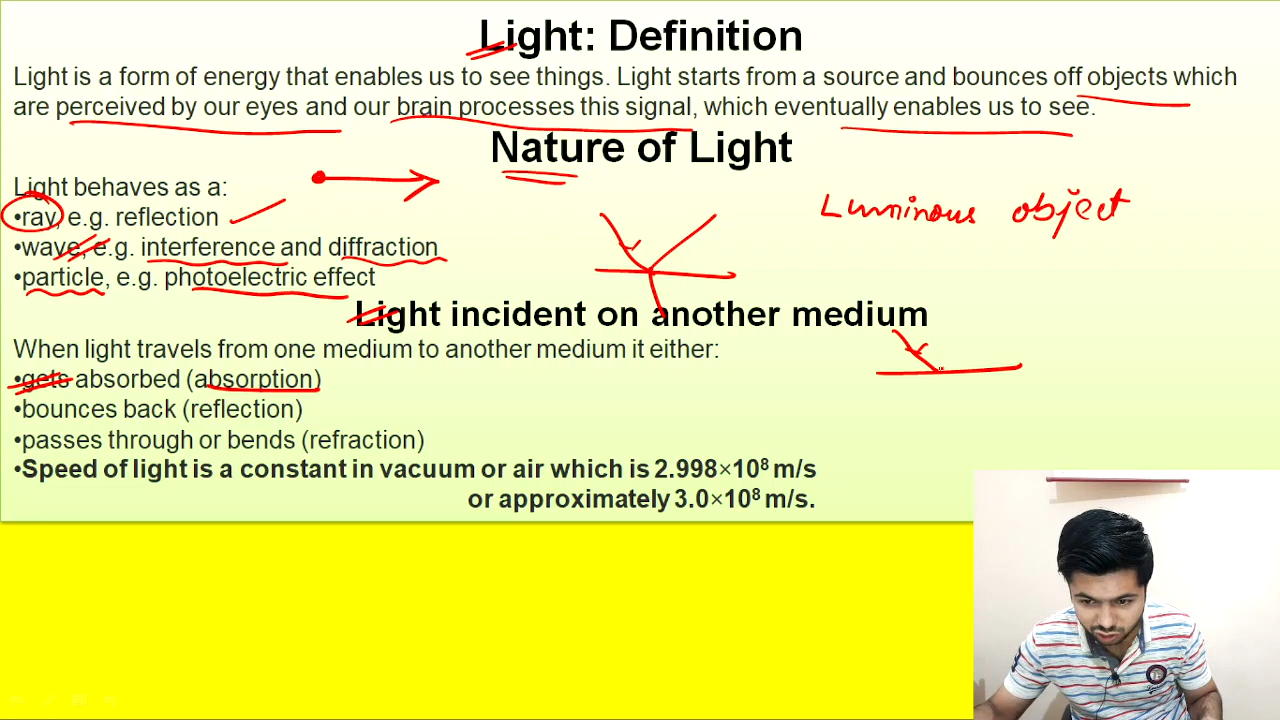 Light: Definition
Light is a form of energy that enables us to see things. Light starts from a source and bounces off objects which
are perceived by our eyes and our brain processes this signal, which eventually enables us to see.
Nature of Light
Light behaves as a:
•ray, e.g. reflection
Luminous object
•wave, e.g. interference and diffraction
•particle, e.g. photoelectric effect
Light incident on another medium
When light travels from one medium to another medium it either:
•gets absorbed (absorption)
•bounces back (reflection)
•passes through or bends (refraction)
•Speed of light is a constant in vacuum or air which is 2.998×10⁸ m/s
or approximately 3.0×10⁸ m/s.